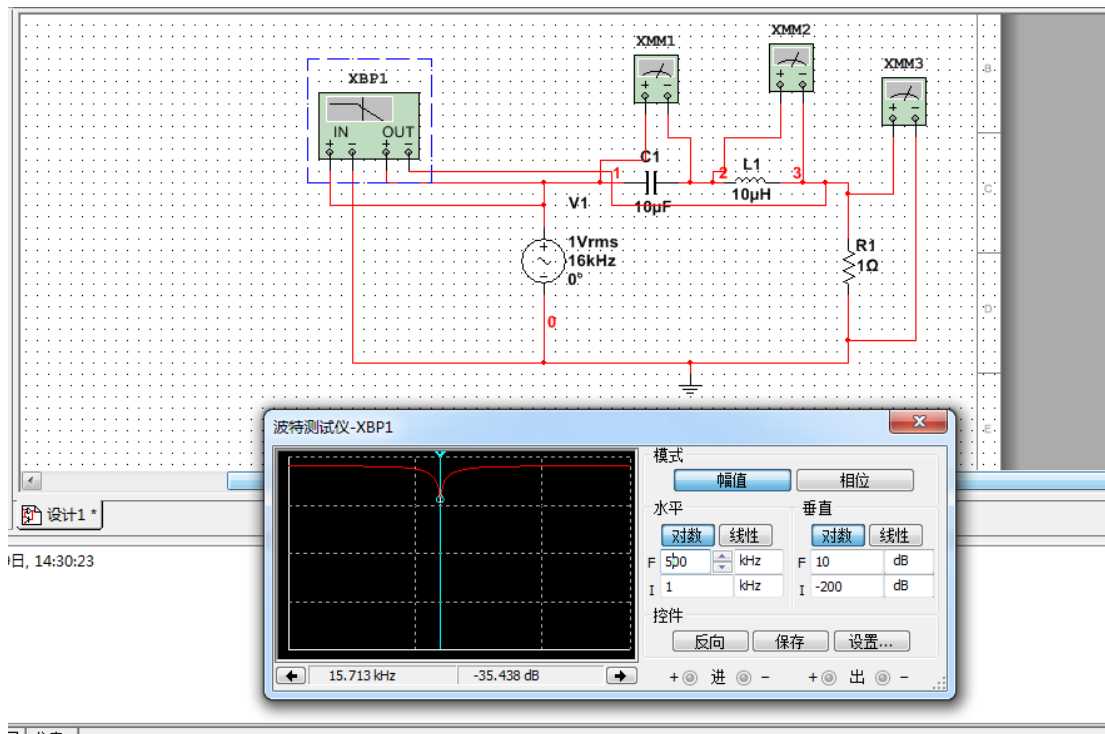 XMM2
XMM1
XMM3
XBP1
IN OUT
+ - + -
+ -
+ -
+ -
B
C
D
E
C1
L1
1
2
3
10µF
10µH
V1
1Vrms
16kHz
0°
R1
1Ω
0
设计1 *
日, 14:30:23
波特测试仪-XBP1
x
模式
幅值 相位
水平 垂直
对数 线性 对数 线性
F 500 kHz F 10 dB
I 1 kHz I -200 dB
控件
反向 保存 设置...
15.713 kHz -35.438 dB
+ 进 - + 出 -